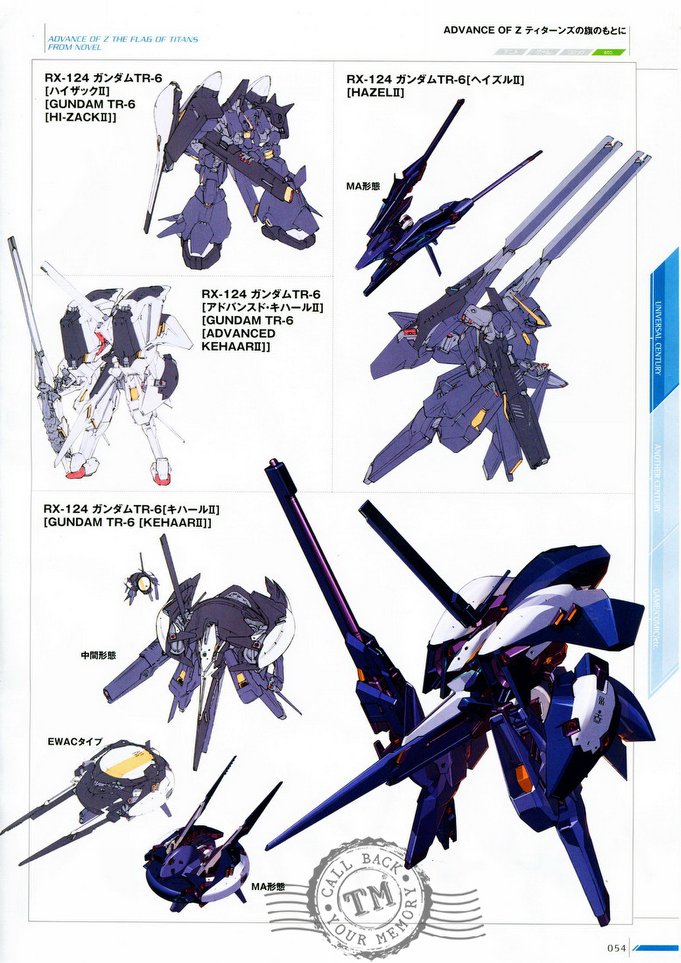 ADVANCE OF Z THE FLAG OF TITANS
FROM NOVEL
ADVANCE OF Z ティターンズの旗のもとに
RX-124 ガンダムTR-6
[ハイザックⅡ]
[GUNDAM TR-6
[HI-ZACKⅡ]]
RX-124 ガンダムTR-6[ヘイズルⅡ]
[HAZELⅡ]
MA形態
RX-124 ガンダムTR-6
[アドバンスド・キハールⅡ]
[GUNDAM TR-6
[ADVANCED
KEHAARⅡ]]
UNIVERSAL CENTURY
ANOTHER CENTURY
GAME/COMIC/etc.
RX-124 ガンダムTR-6[キハールⅡ]
[GUNDAM TR-6 [KEHAARⅡ]]
中間形態
EWACタイプ
MA形態
CALL BACK
TM
YOUR MEMORY
054